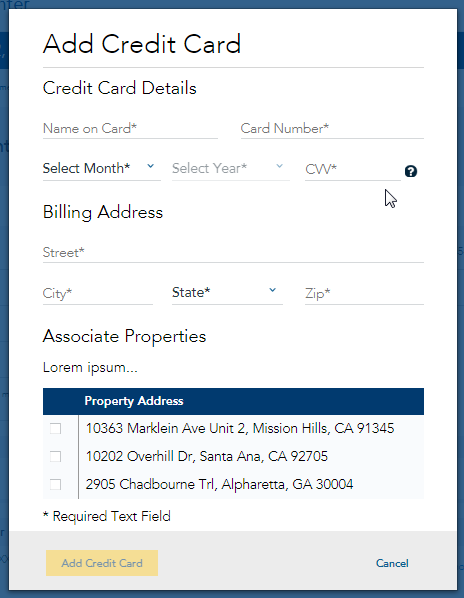 Add Credit Card
Credit Card Details
Name on Card* Card Number*
Select Month* Select Year* CVV* ?
Billing Address
Street*
City* State* Zip*
Associate Properties
Lorem ipsum...
Property Address
10363 Marklein Ave Unit 2, Mission Hills, CA 91345
10202 Overhill Dr, Santa Ana, CA 92705
2905 Chadbourne Trl, Alpharetta, GA 30004
* Required Text Field
Add Credit Card Cancel